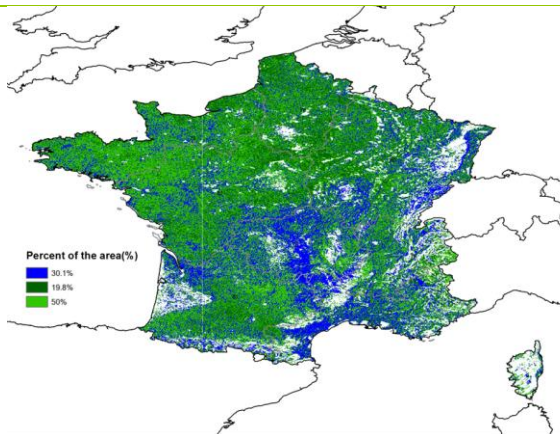 Percent of the area(%)
30.1%
19.8%
50%